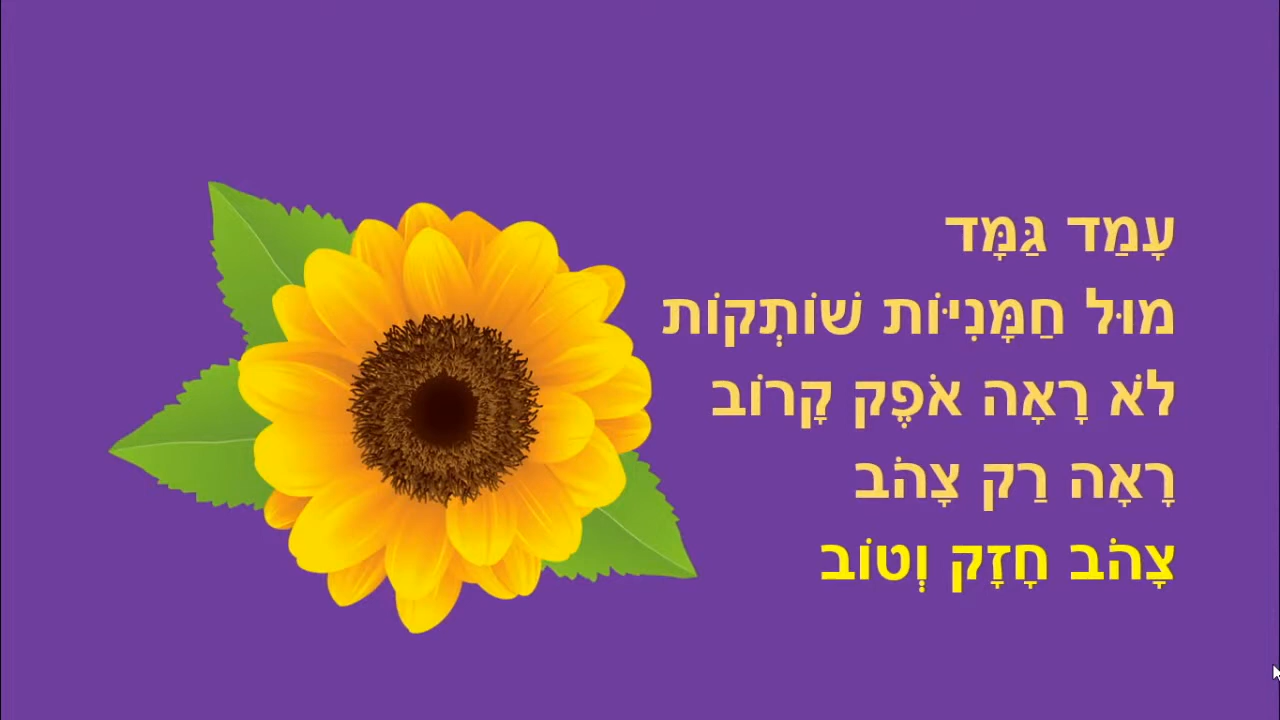 עָמַד גַּמָּד
מוּל חַמָּנִיּוֹת שׁוֹתְקוֹת
לֹא רָאָה אֹפֶק קָרוֹב
רָאָה רַק צָהֹב
צָהֹב חָזָק וְטוֹב